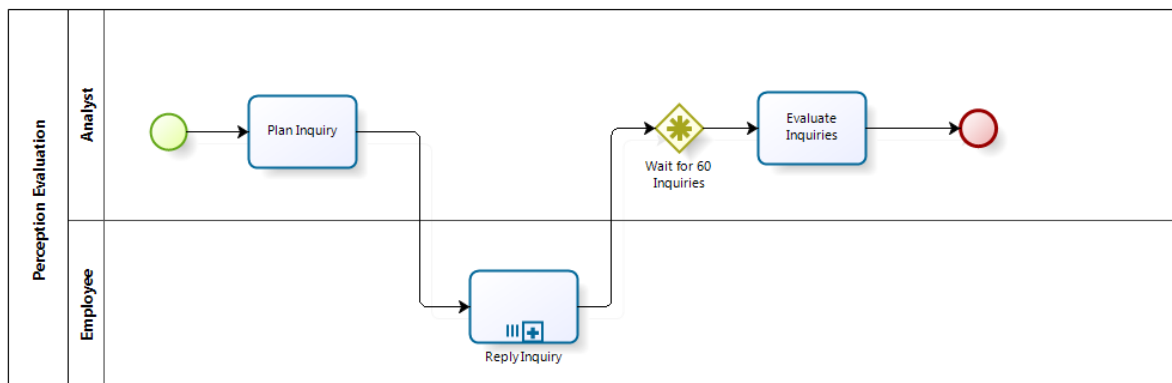 Perception Evaluation
Analyst
Plan Inquiry
Wait for 60
Inquiries
Evaluate
Inquiries
Employee
Reply Inquiry